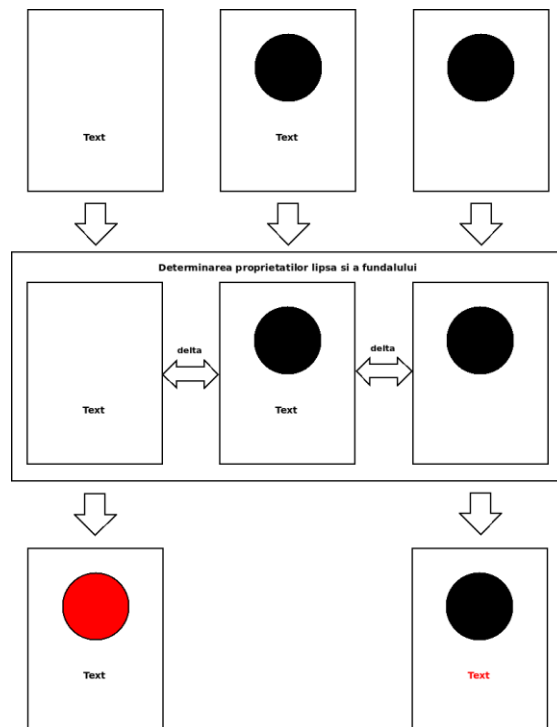 Text
Text
Determinarea proprietatilor lipsa si a fundalului
delta
delta
Text
Text
Text
Text